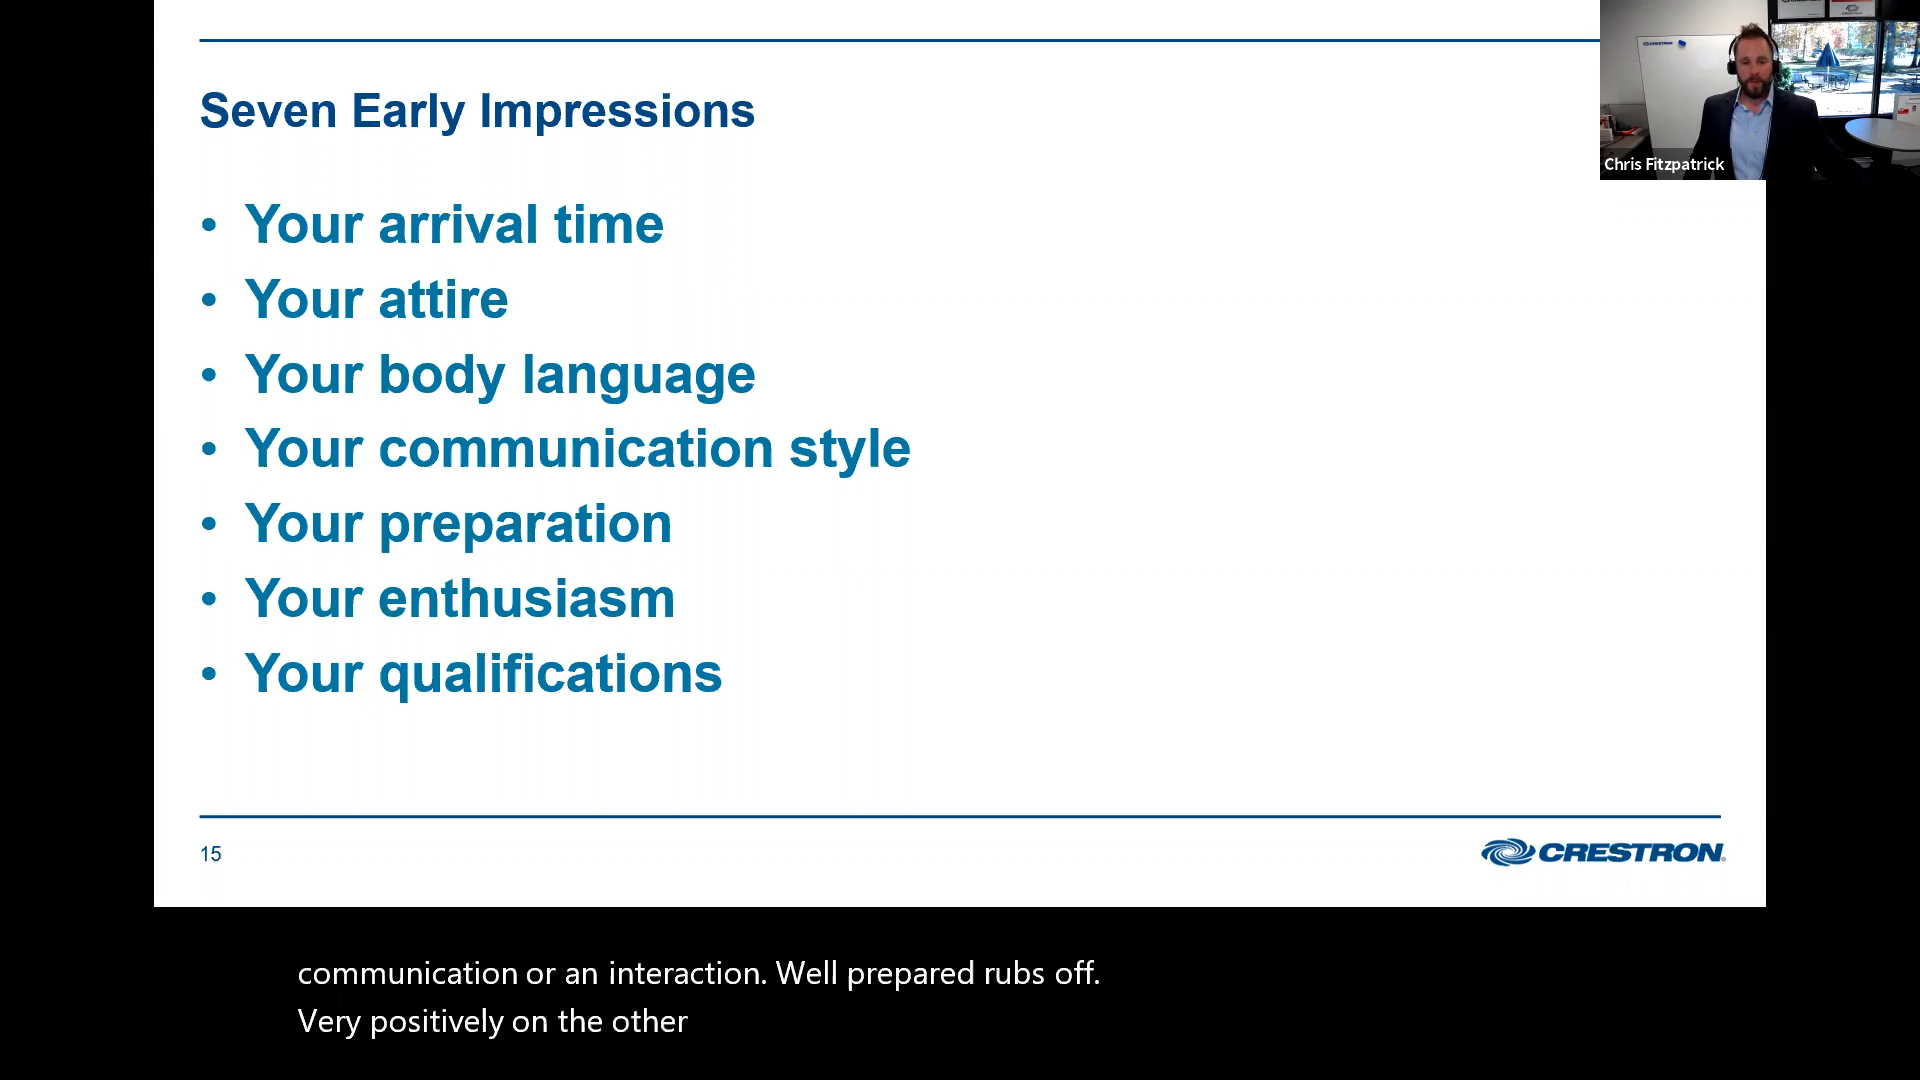 Seven Early Impressions
• Your arrival time
• Your attire
• Your body language
• Your communication style
• Your preparation
• Your enthusiasm
• Your qualifications
15
CRESTRON
CRESTRON
Chris Fitzpatrick
communication or an interaction. Well prepared rubs off.
Very positively on the other